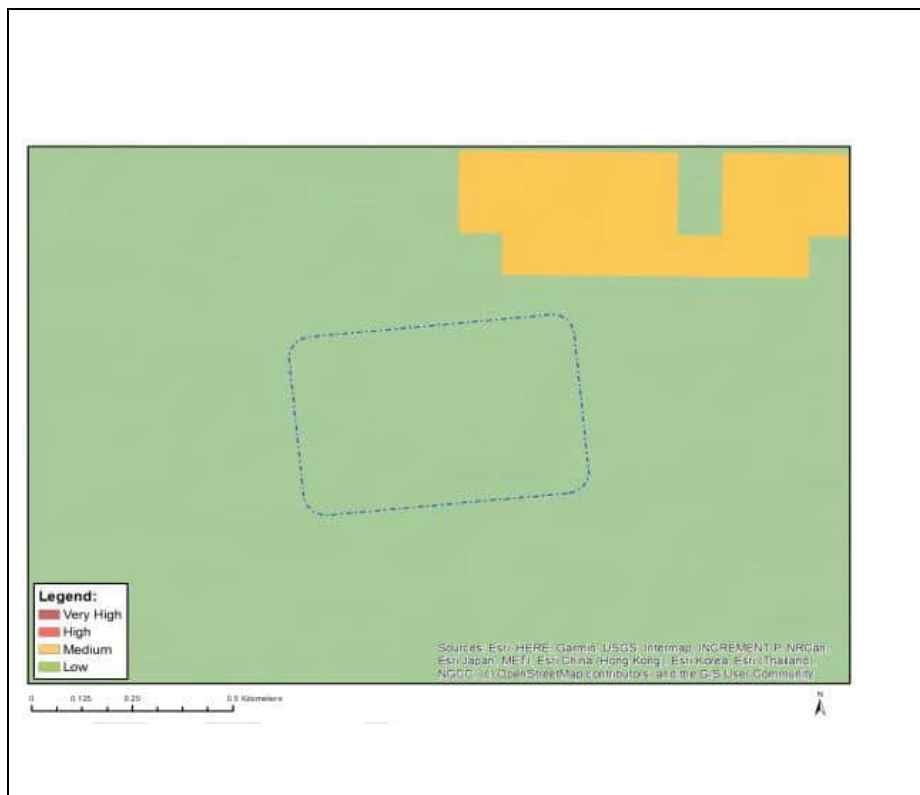 Legend:
Very High
High
Medium
Low
Sources: Esri, HERE, Garmin, USGS, Intermap, INCREMENT P, NRCan,
Esri Japan, METI, Esri China (Hong Kong), Esri Korea, Esri (Thailand),
NGCC, (c) OpenStreetMap contributors, and the GIS User Community
0 0.125 0.25 0.5 Kilometers
N